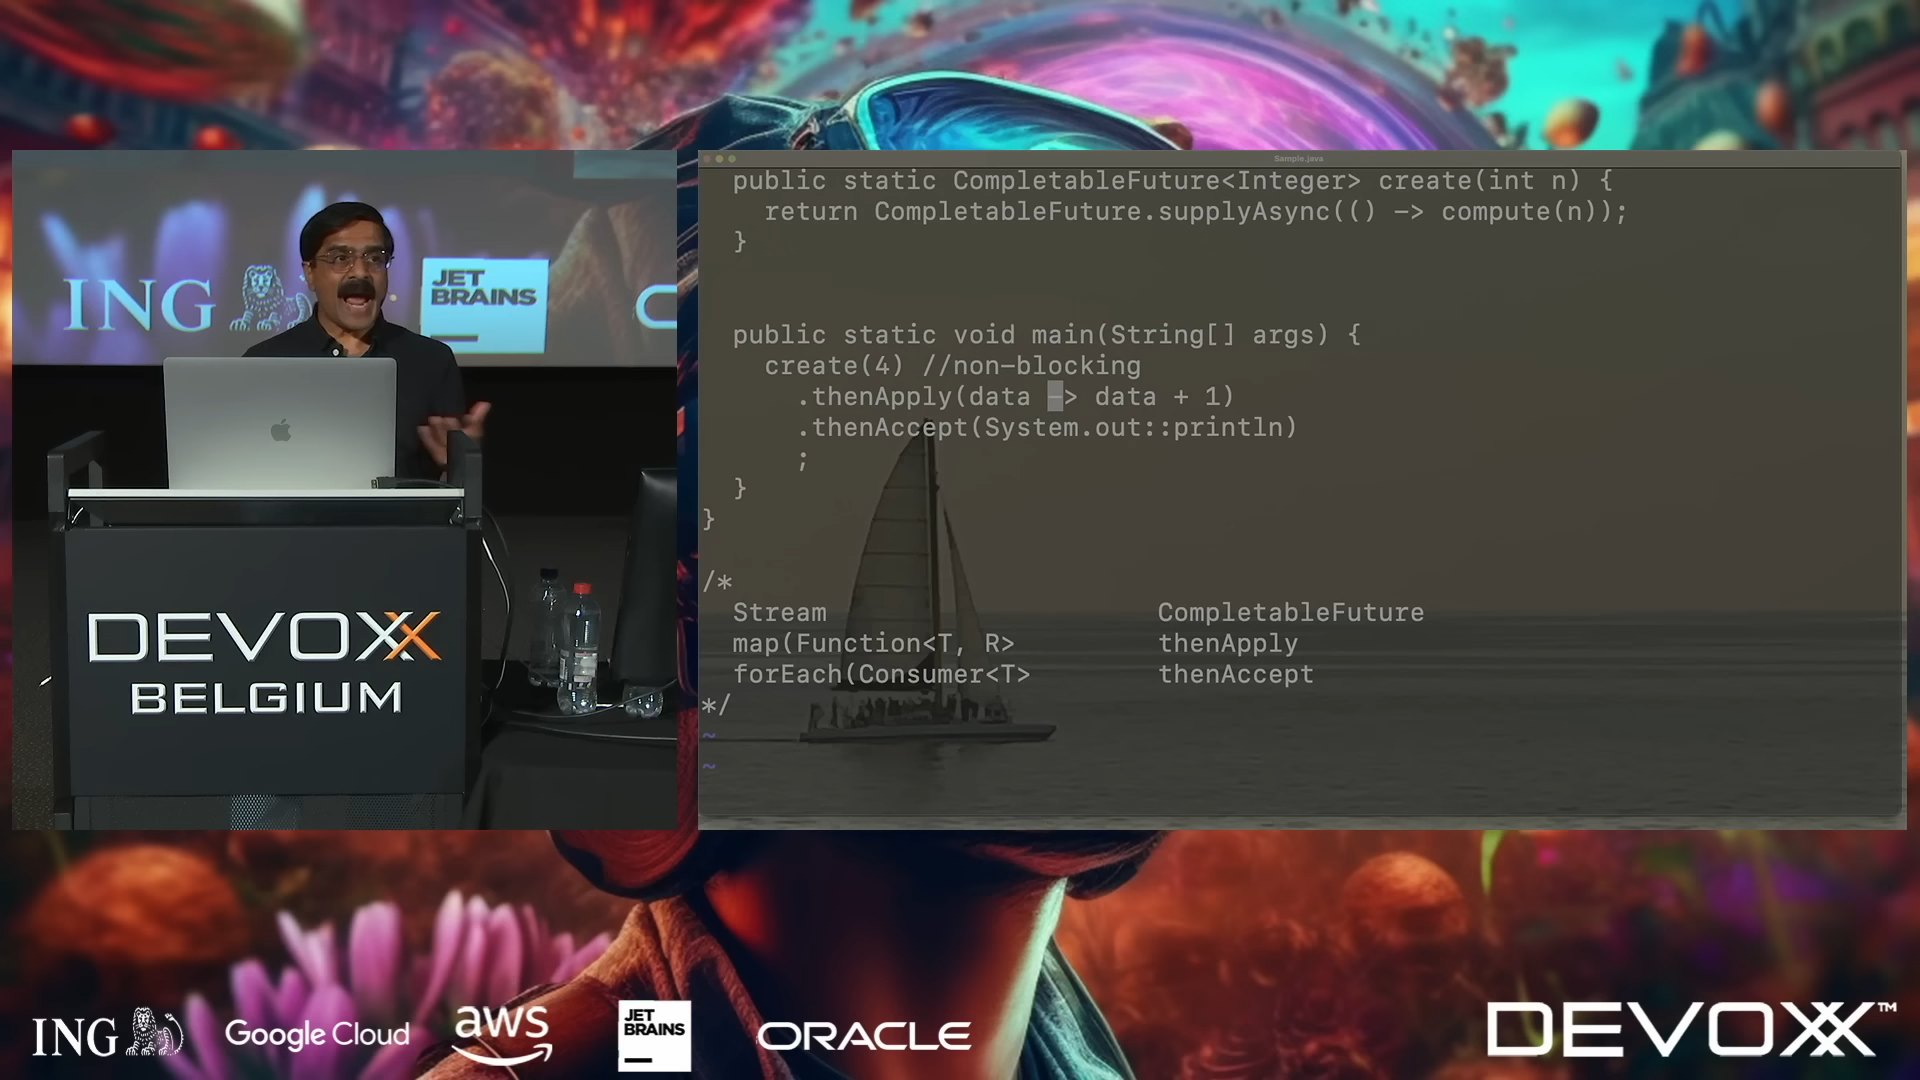 ING
JET
BRAINS
DEVOXX
BELGIUM
Sample.java
public static CompletableFuture<Integer> create(int n) {
return CompletableFuture.supplyAsync(() -> compute(n));
}
public static void main(String[] args) {
create(4) //non-blocking
.thenApply(data -> data + 1)
.thenAccept(System.out::println)
;
}
}
/*
Stream CompletableFuture
map(Function<T, R> thenApply
forEach(Consumer<T> thenAccept
*/
~
~
ING
Google Cloud
aws
JET
BRAINS
ORACLE
DEVOXX™